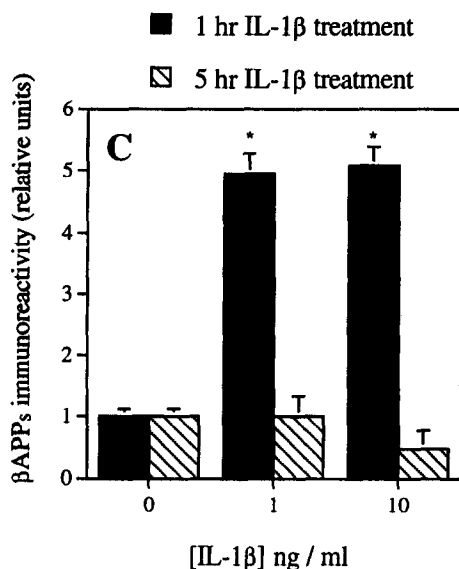 1 hr IL-1β treatment
5 hr IL-1β treatment
βAPPs immunoreactivity (relative units)
6
5
4
3
2
1
0
C
*
*
0
1
10
[IL-1β] ng / ml